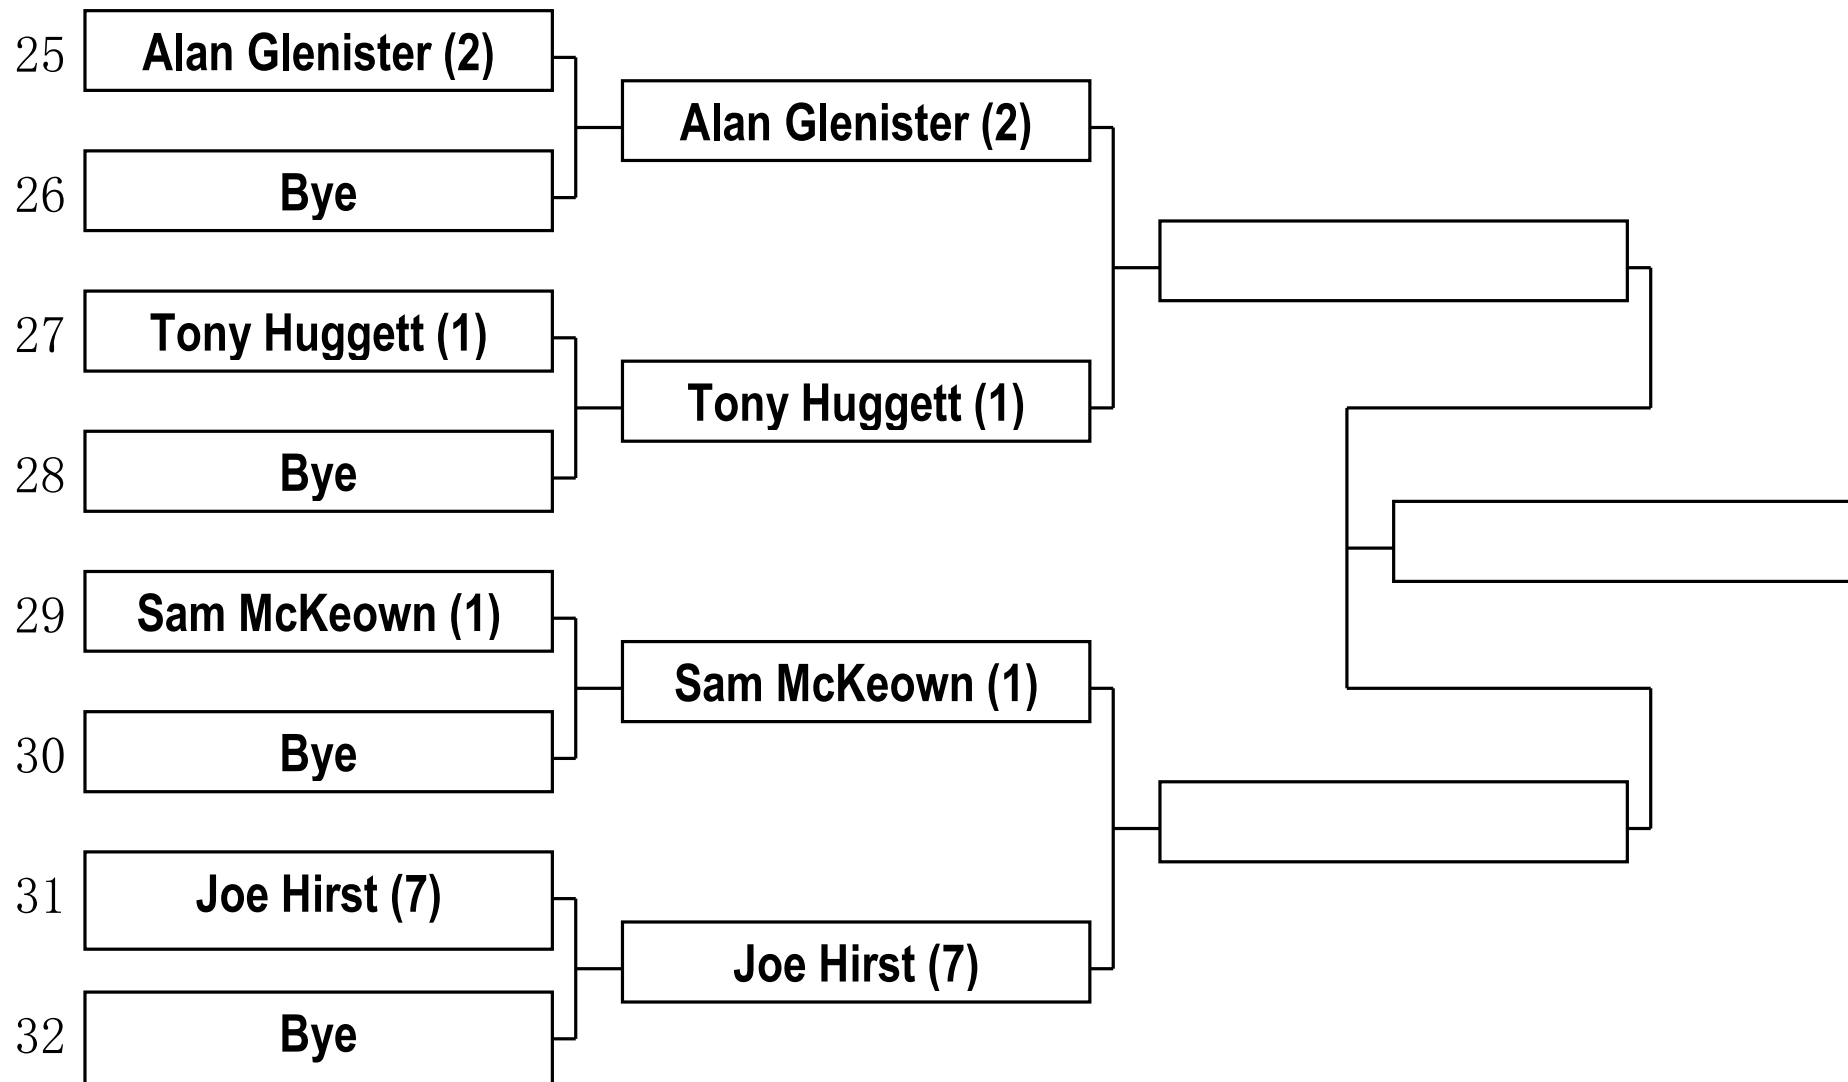 25 Alan Glenister (2)
Alan Glenister (2)
26 Bye
27 Tony Huggett (1)
Tony Huggett (1)
28 Bye
29 Sam McKeown (1)
Sam McKeown (1)
30 Bye
31 Joe Hirst (7)
Joe Hirst (7)
32 Bye